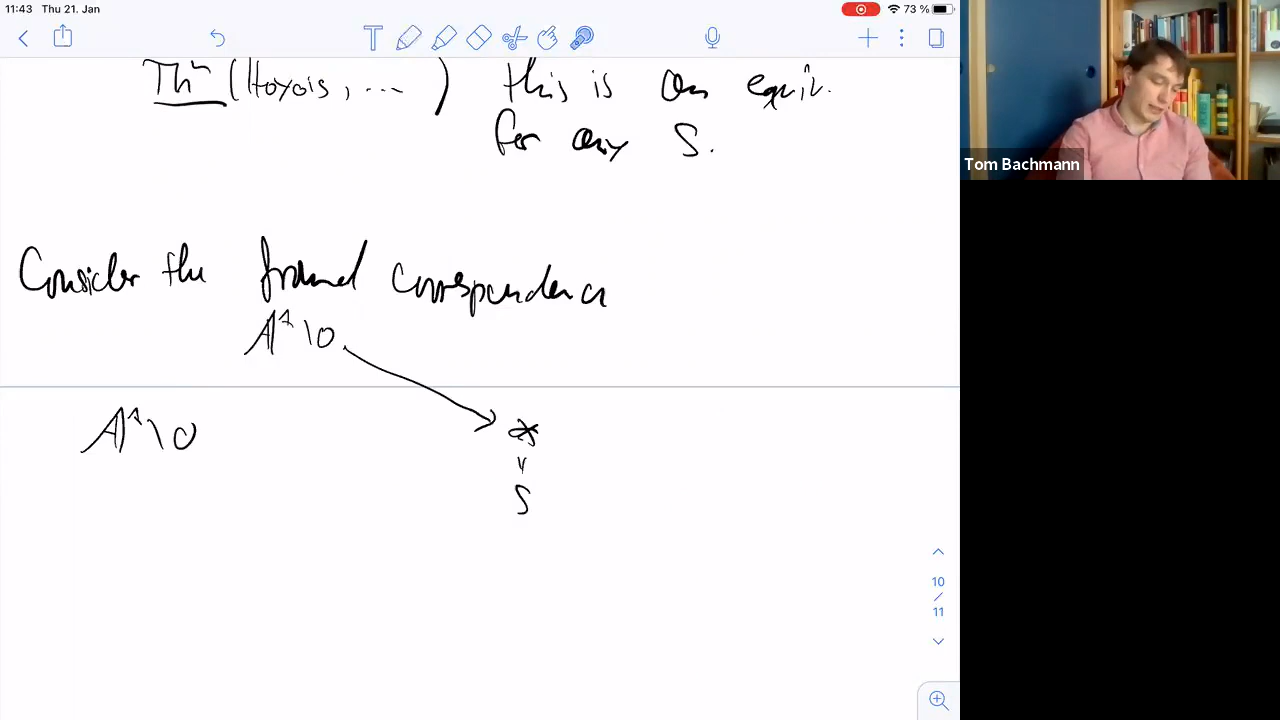 11:43 Thu 21. Jan
73 %
Thm (Hoyois, ...) this is an equiv.
for any S.
Tom Bachmann
Consider the framed correspondence
𝔸¹\0
𝔸¹\0
*
S
10
/
11